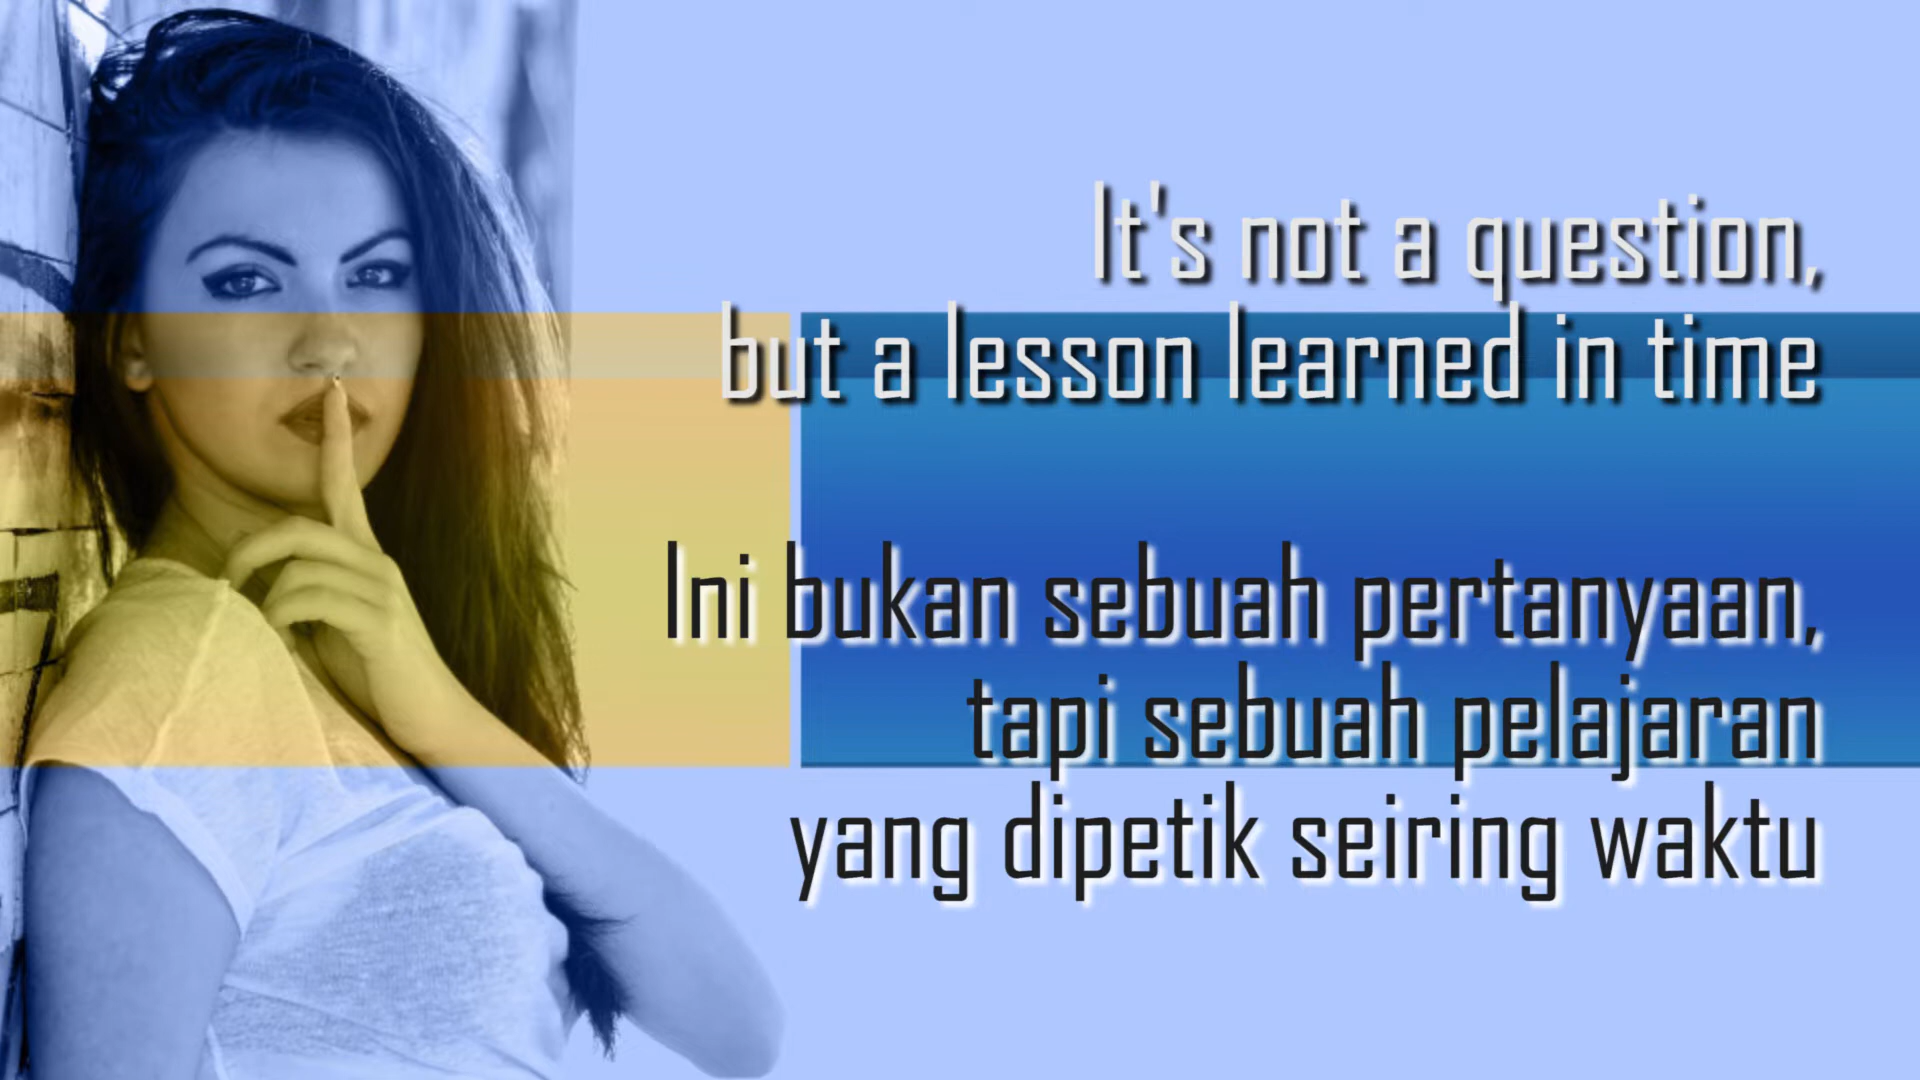 It's not a question,
but a lesson learned in time
Ini bukan sebuah pertanyaan,
tapi sebuah pelajaran
yang dipetik seiring waktu